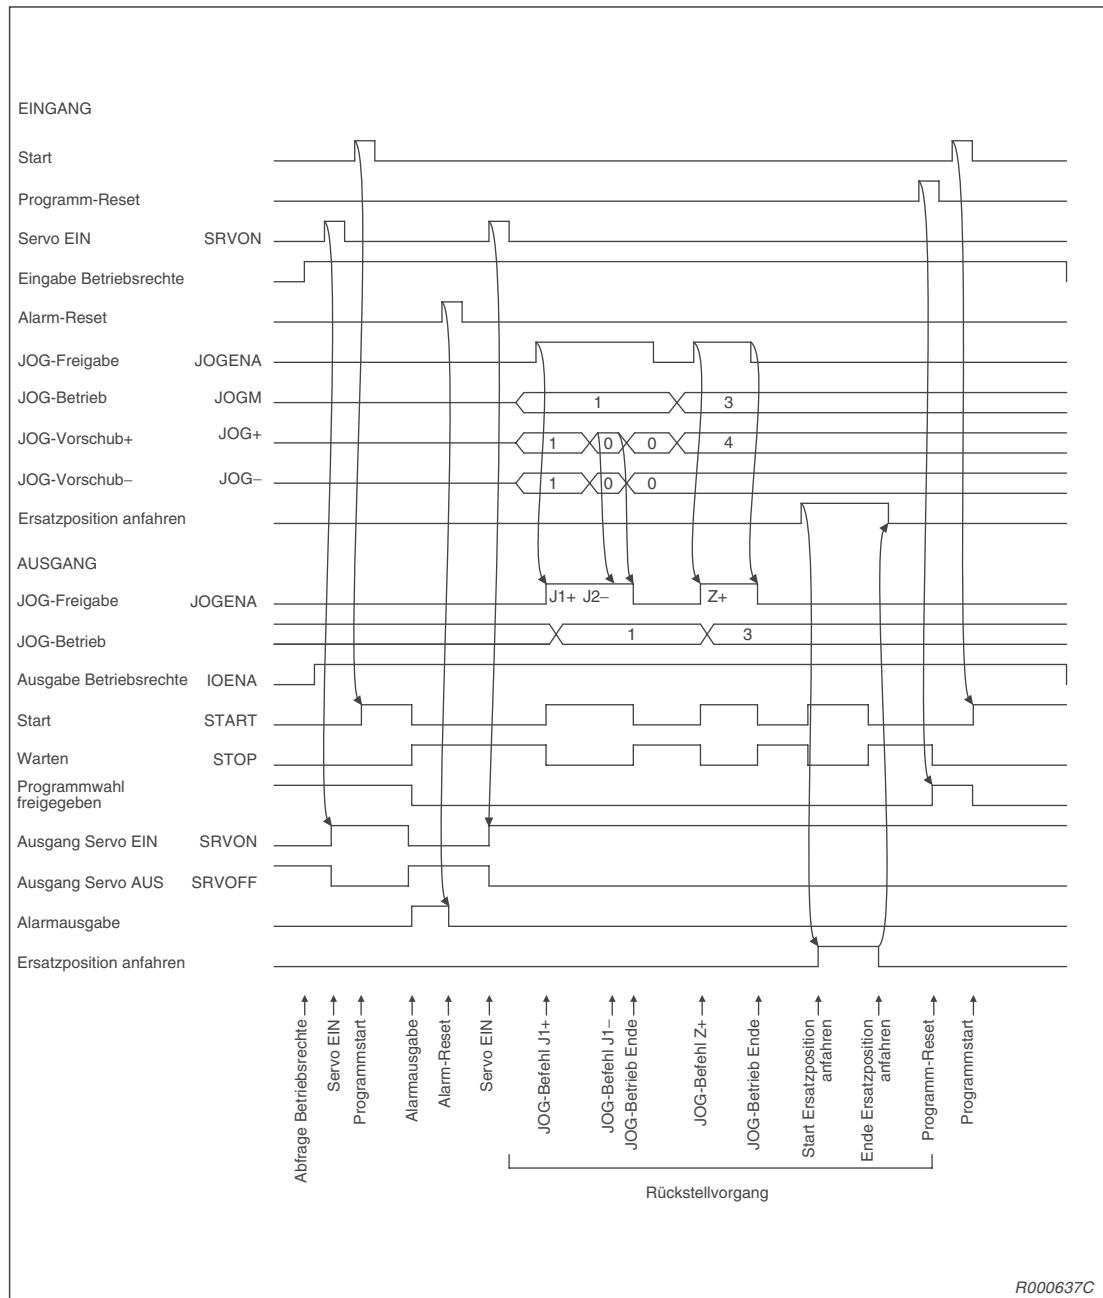 EINGANG
Start
Programm-Reset
Servo EIN SRVON
Eingabe Betriebsrechte
Alarm-Reset
JOG-Freigabe JOGENA
JOG-Betrieb JOGM 1 3
JOG-Vorschub+ JOG+ 1 0 0 4
JOG-Vorschub− JOG− 1 0 0
Ersatzposition anfahren
AUSGANG
JOG-Freigabe JOGENA J1+ J2− Z+
JOG-Betrieb 1 3
Ausgabe Betriebsrechte IOENA
Start START
Warten STOP
Programmwahl
freigegeben
Ausgang Servo EIN SRVON
Ausgang Servo AUS SRVOFF
Alarmausgabe
Ersatzposition anfahren
Abfrage Betriebsrechte
Servo EIN
Programmstart
Alarmausgabe
Alarm-Reset
Servo EIN
JOG-Befehl J1+
JOG-Befehl J1−
JOG-Betrieb Ende
JOG-Befehl Z+
JOG-Betrieb Ende
Start Ersatzposition
anfahren
Ende Ersatzposition
anfahren
Programm-Reset
Programmstart
Rückstellvorgang
R000637C